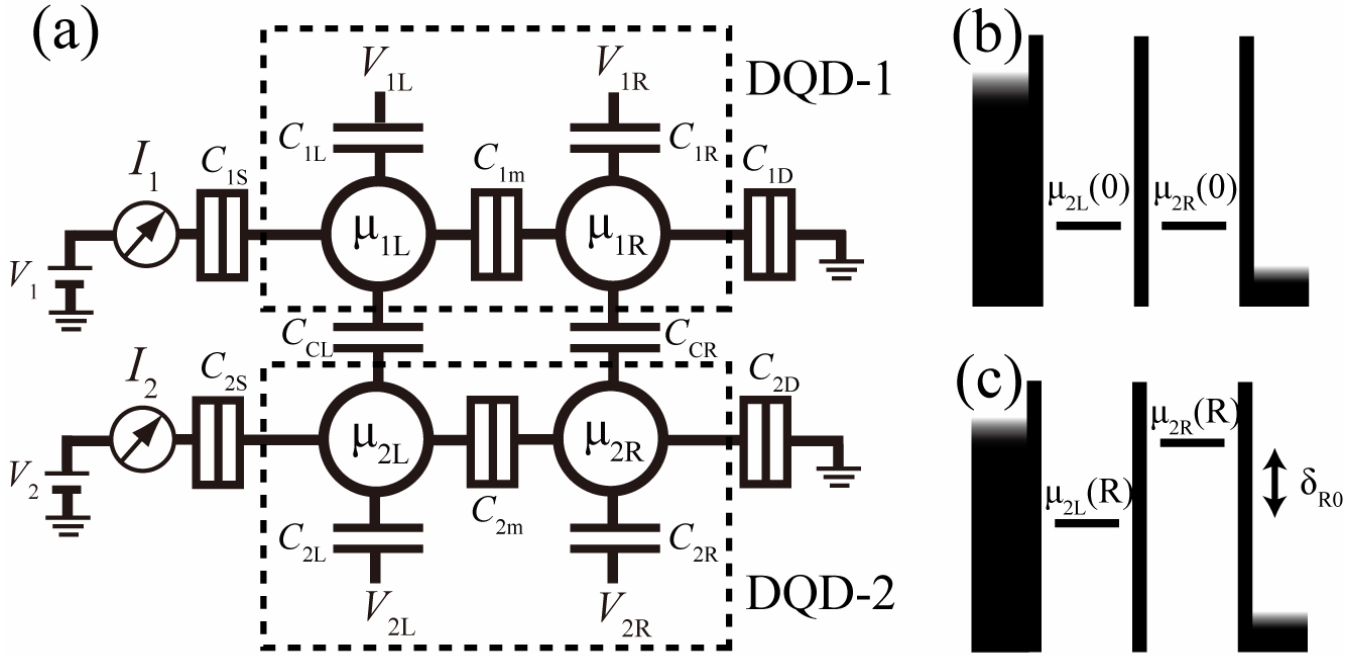 (a)
V1L
V1R
DQD-1
C1L
C1R
C1S
C1m
C1D
I1
μ1L
μ1R
V1
CCL
CCR
I2
C2S
C2D
μ2L
μ2R
V2
C2m
C2L
C2R
V2L
V2R
DQD-2
(b)
μ2L(0)
μ2R(0)
(c)
μ2R(R)
μ2L(R)
δR0